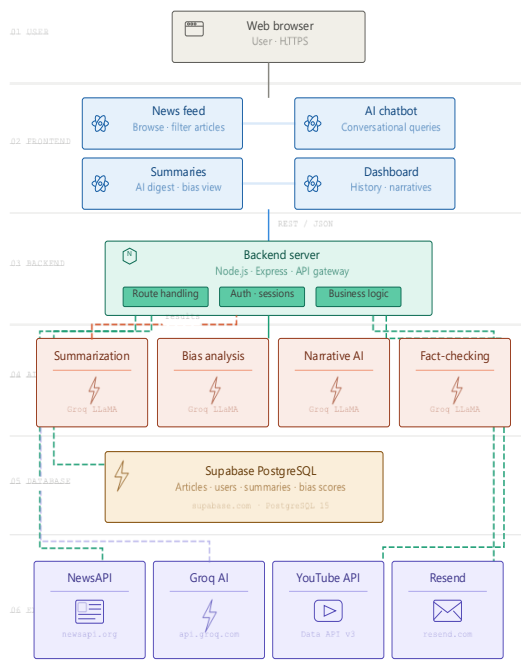 Web browser
User · HTTPS
01 USER
News feed
Browse · filter articles
AI chatbot
Conversational queries
02 FRONTEND
Summaries
AI digest · bias view
Dashboard
History · narratives
REST / JSON
Backend server
Node.js · Express · API gateway
03 BACKEND
N
Route handling
Auth · sessions
Business logic
results
Summarization
Groq LLaMA
Bias analysis
Groq LLaMA
Narrative AI
Groq LLaMA
Fact-checking
Groq LLaMA
04
Supabase PostgreSQL
Articles · users · summaries · bias scores
supabase.com · PostgreSQL 15
05 DATABASE
NewsAPI
newsapi.org
Groq AI
api.groq.com
YouTube API
Data API v3
Resend
resend.com
06